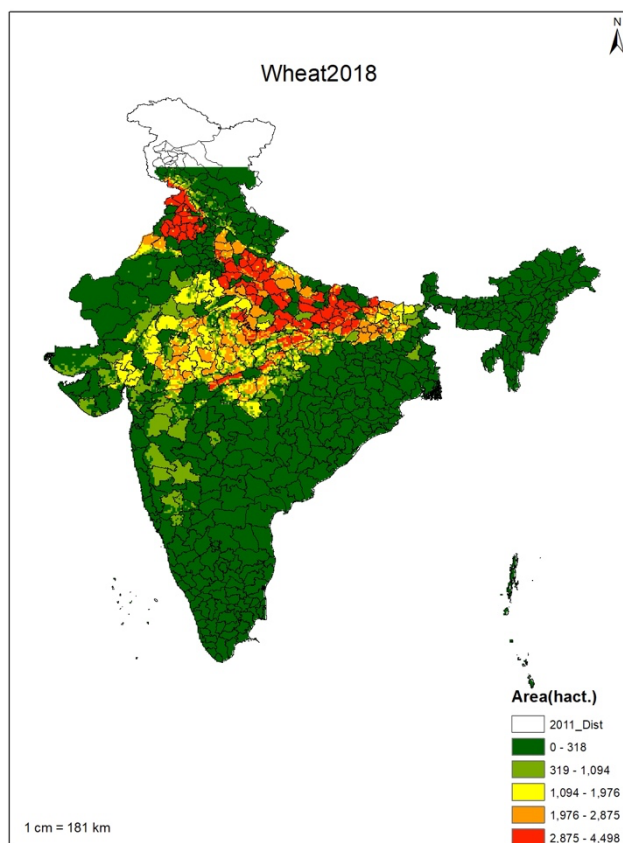 N
Wheat2018
Area(hact.)
2011_Dist
0 - 318
319 - 1,094
1,094 - 1,976
1,976 - 2,875
2,875 - 4,498
1 cm = 181 km